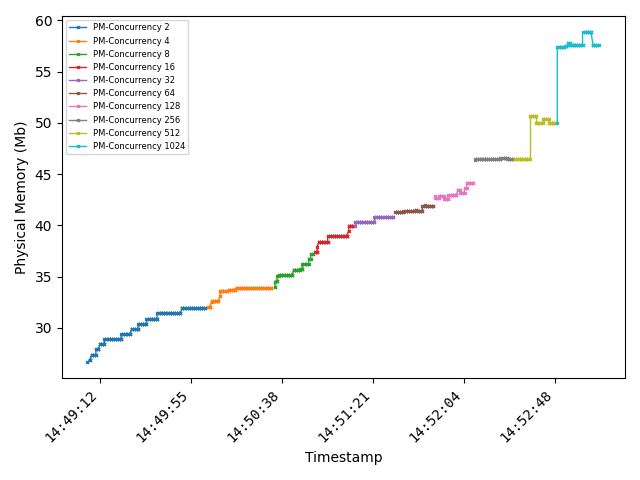 60
55
50
45
40
35
30
Physical Memory (Mb)
PM-Concurrency 2
PM-Concurrency 4
PM-Concurrency 8
PM-Concurrency 16
PM-Concurrency 32
PM-Concurrency 64
PM-Concurrency 128
PM-Concurrency 256
PM-Concurrency 512
PM-Concurrency 1024
14:49:12
14:49:55
14:50:38
14:51:21
14:52:04
14:52:48
Timestamp